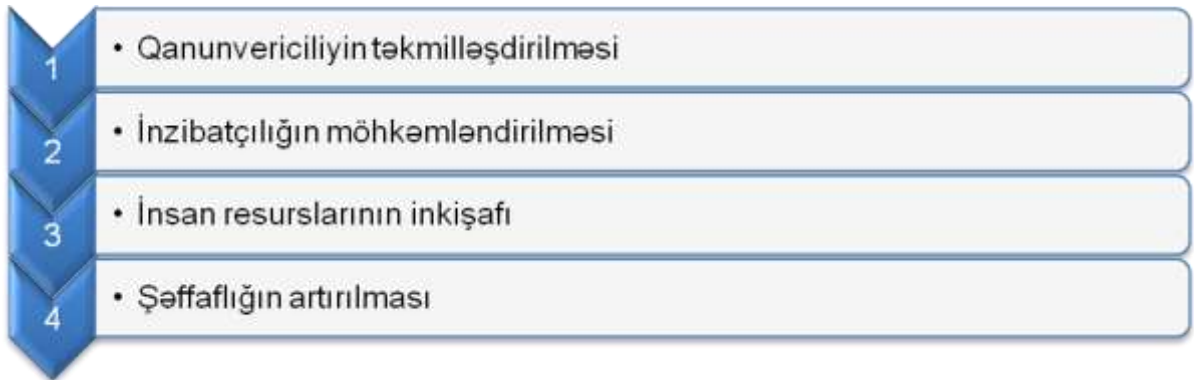 1 • Qanunvericiliyin təkmilləşdirilməsi
2 • İnzibatçılığın möhkəmləndirilməsi
3 • İnsan resurslarının inkişafı
4 • Şəffaflığın artırılması